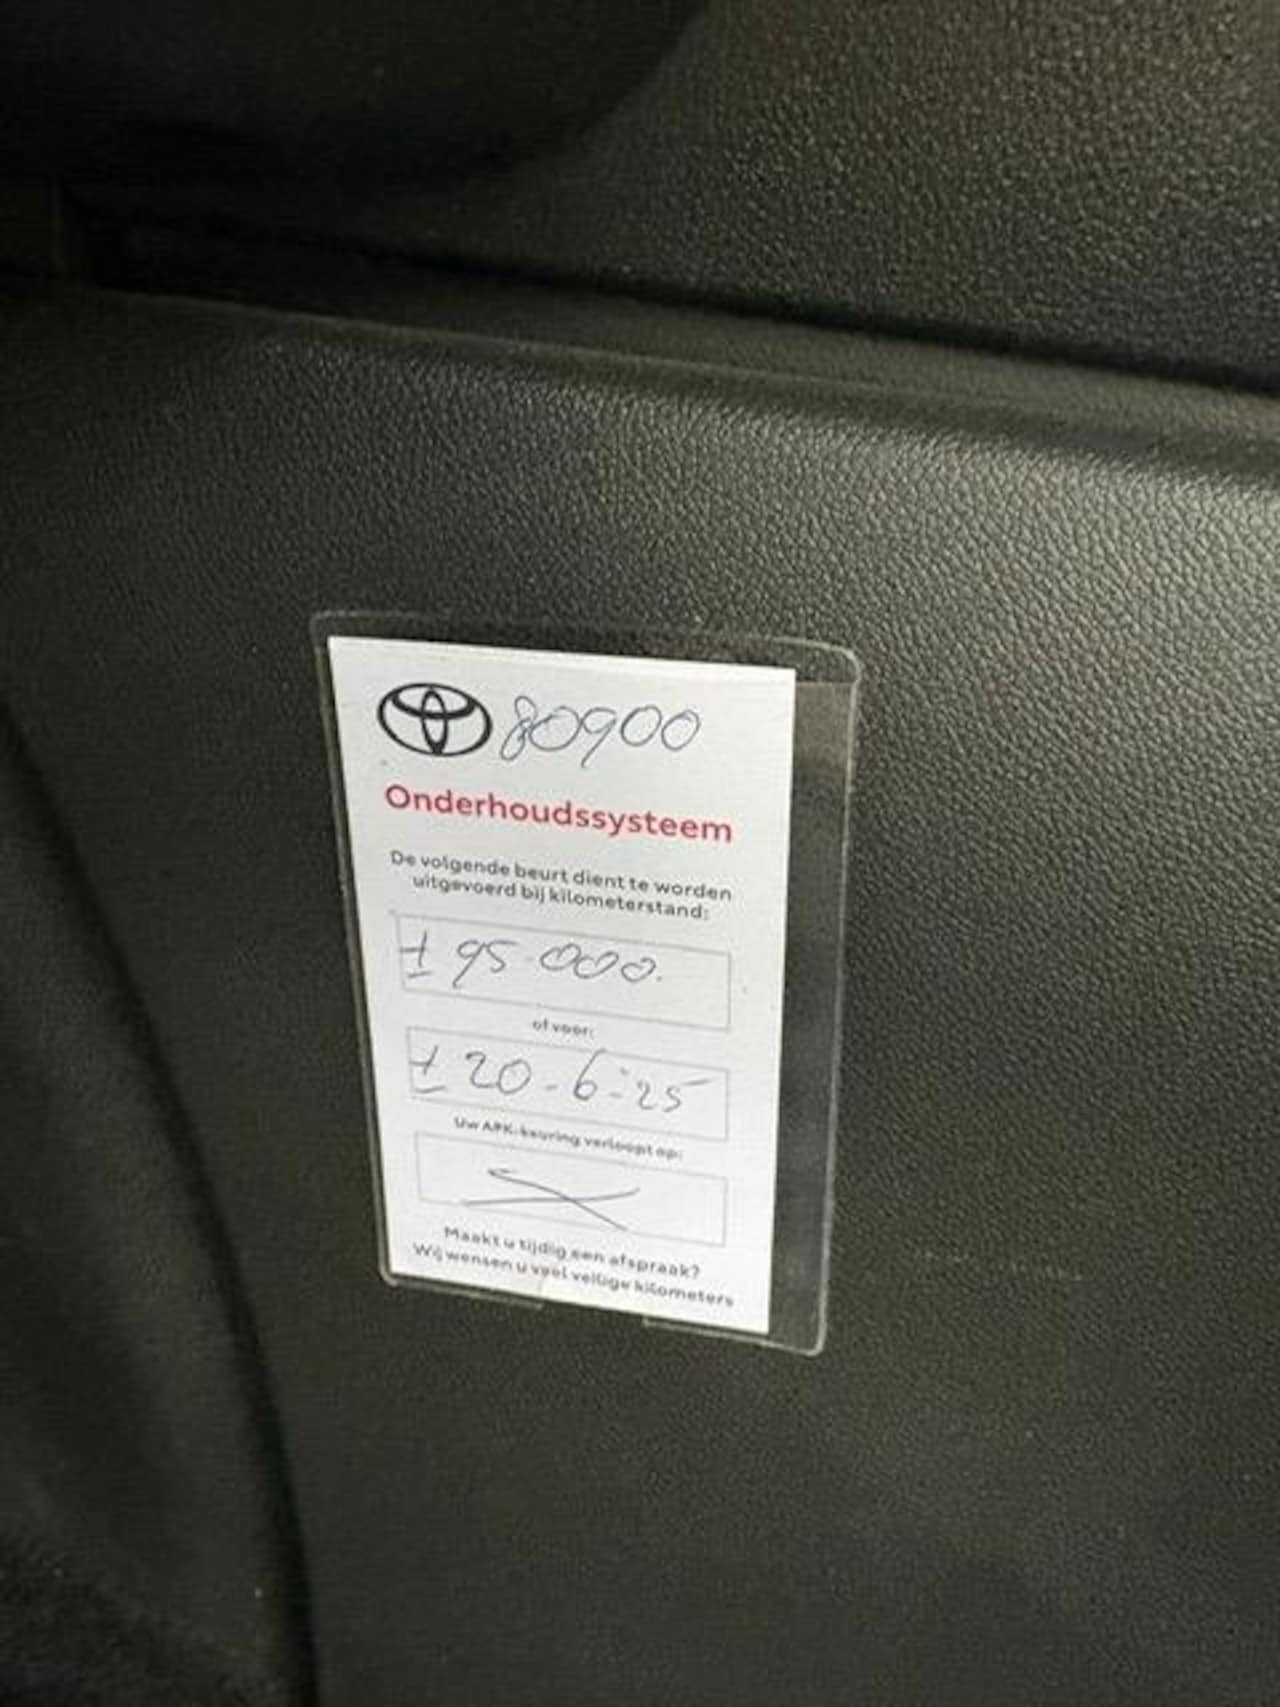 80900
Onderhoudssysteem
De volgende beurt dient te worden
uitgevoerd bij kilometerstand:
± 95.000.
of voor:
± 20-6-'25
Uw APK-keuring verloopt op:
Maakt u tijdig een afspraak?
Wij wensen u veel veilige kilometers